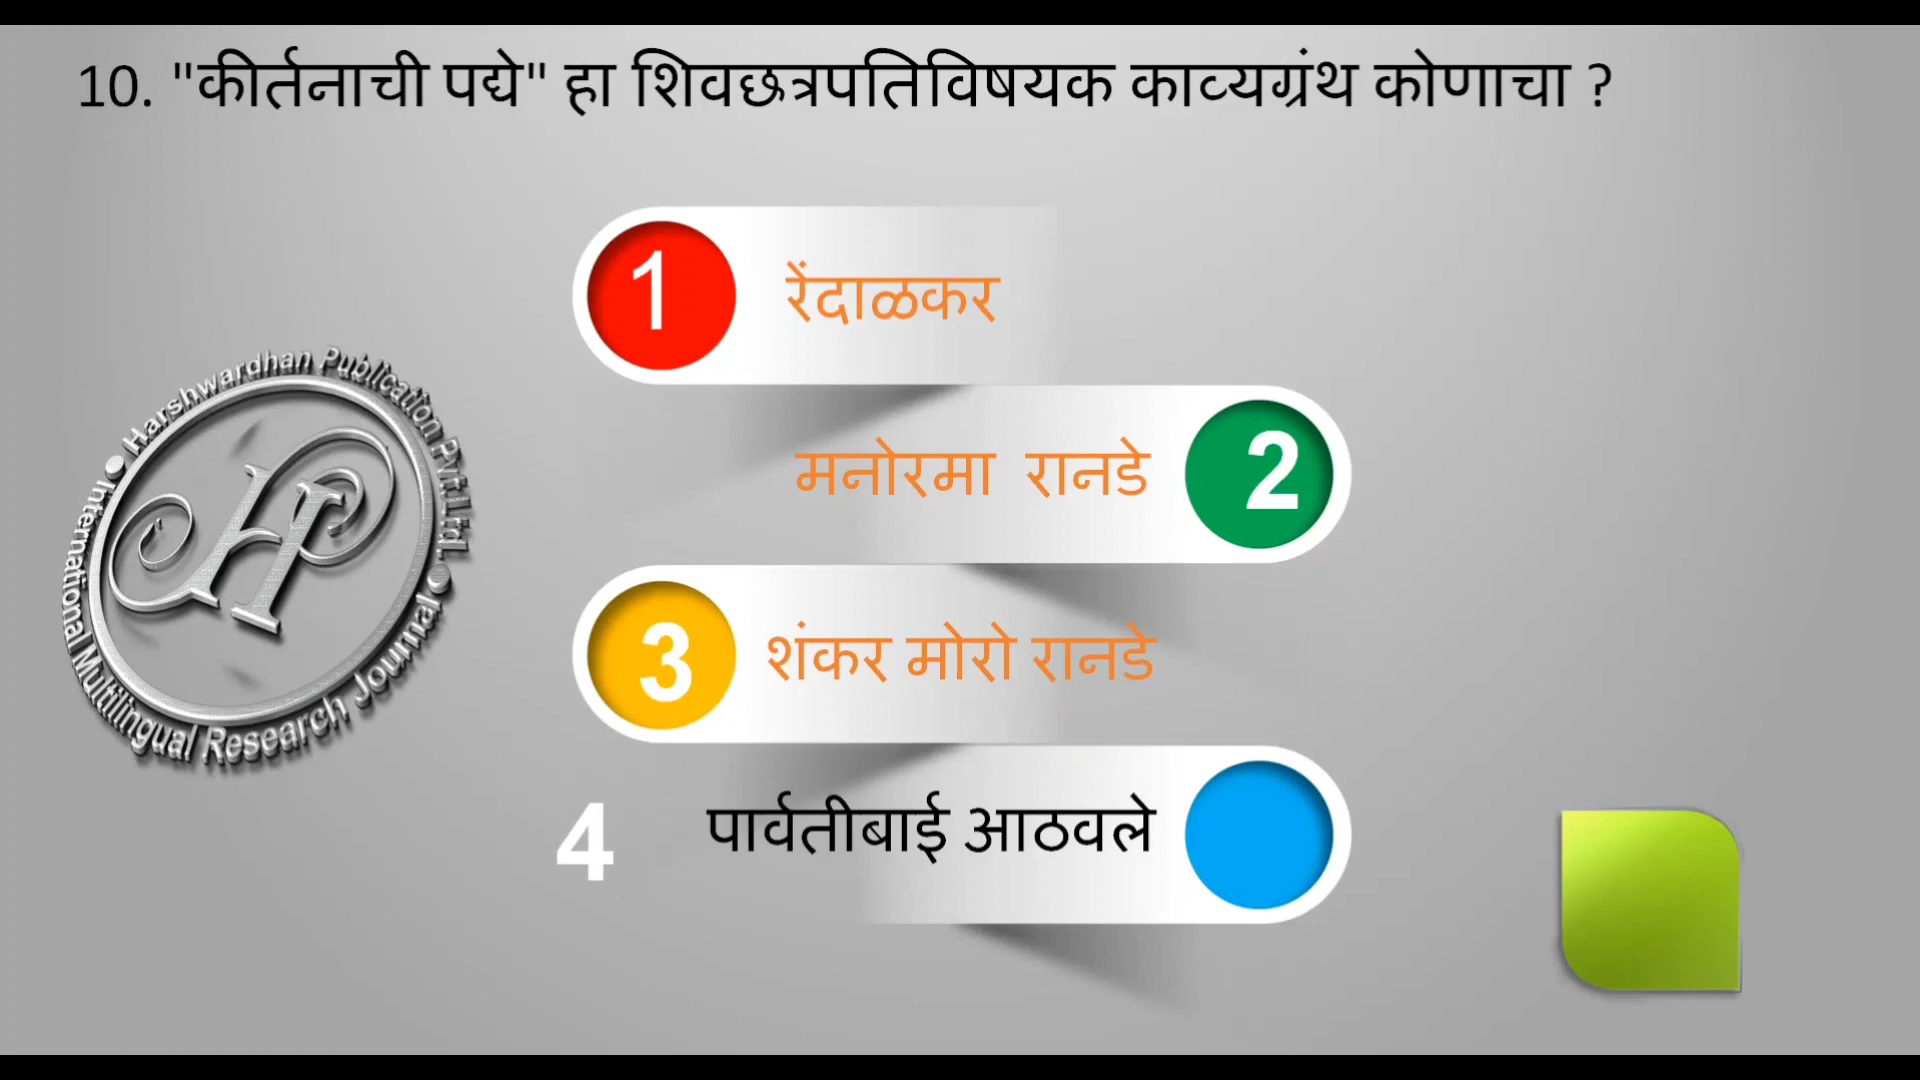 10. "कीर्तनाची पद्ये" हा शिवछत्रपतिविषयक काव्यग्रंथ कोणाचा ?
1 रेंदाळकर
मनोरमा रानडे 2
3 शंकर मोरो रानडे
4 पार्वतीबाई आठवले
Harshwardhan Publication Pvt.Ltd.
International Multilingual Research Journal
H